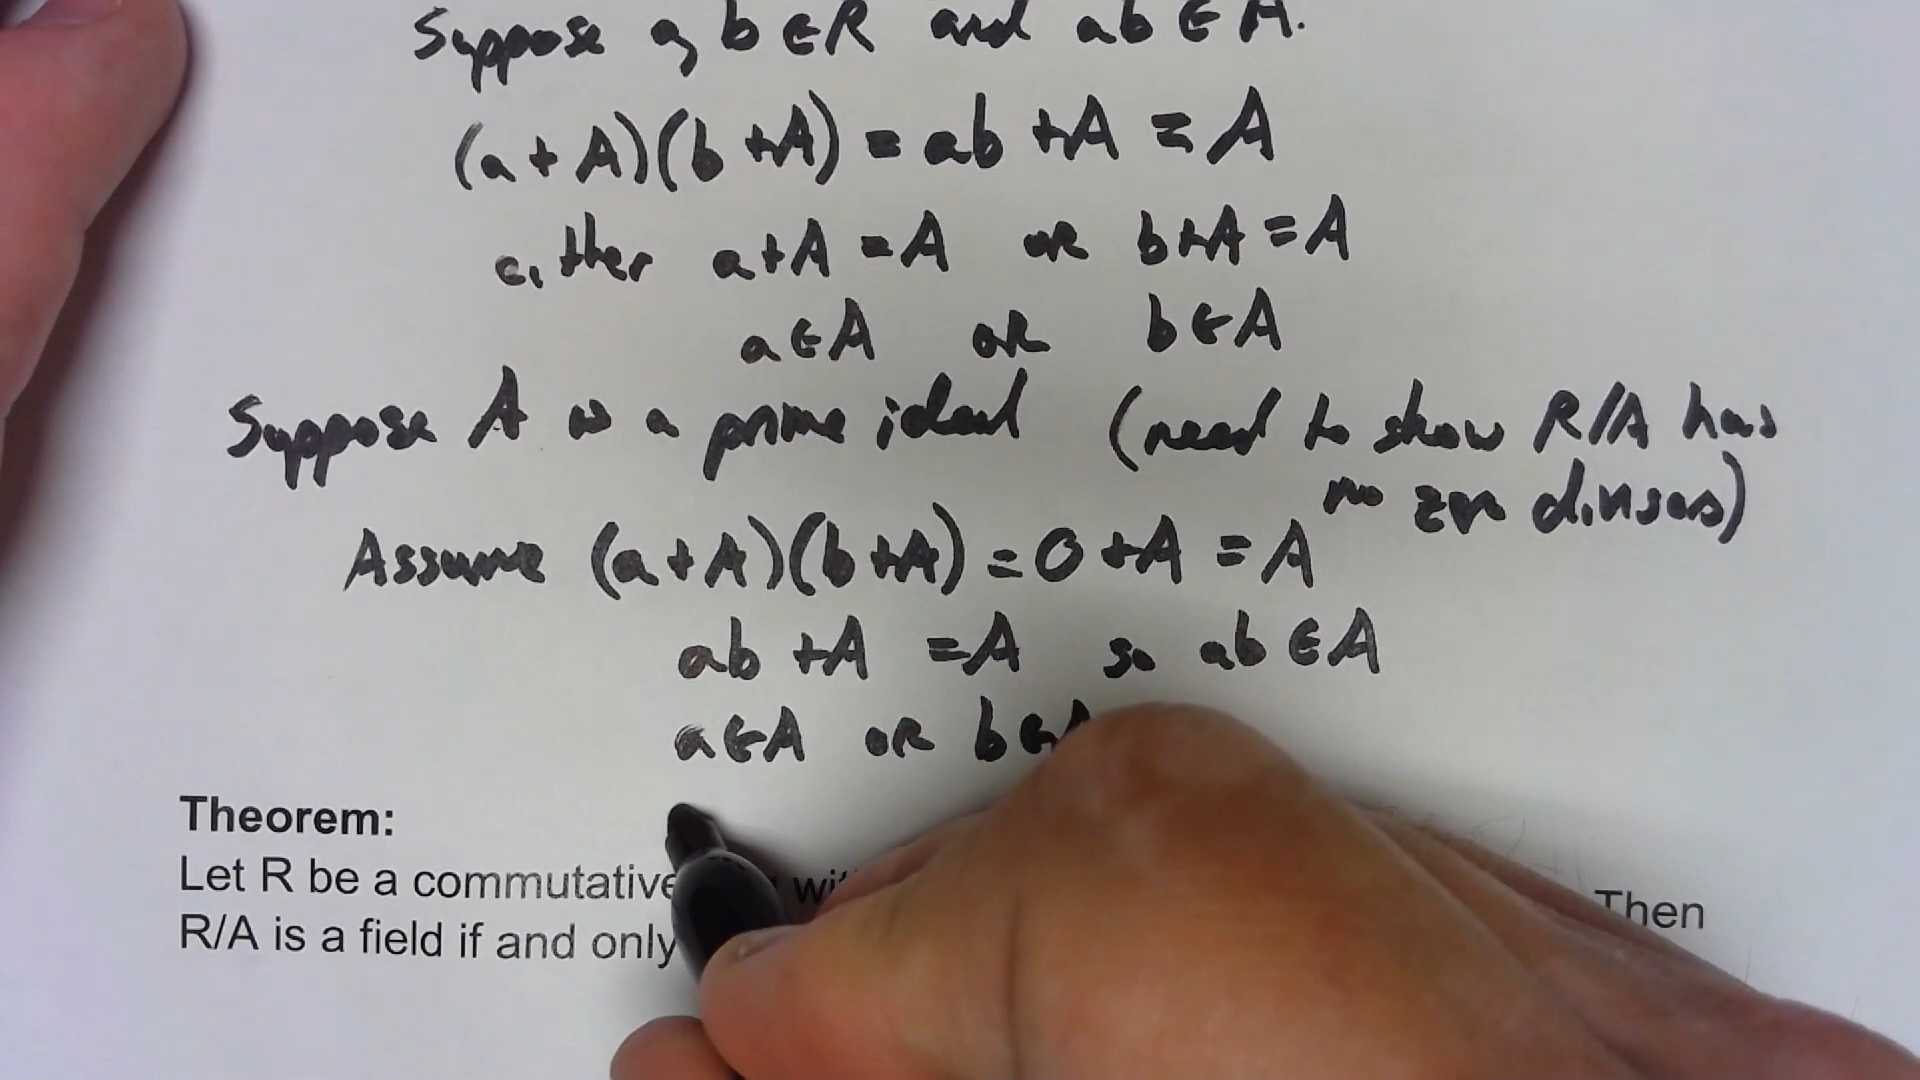 Suppose a, b ∈ R and ab ∈ A.
(a + A)(b + A) = ab + A = A
either a + A = A or b + A = A
a ∈ A or b ∈ A
Suppose A is a prime ideal (need to show R/A has
no zero divisors)
Assume (a + A)(b + A) = 0 + A = A
ab + A = A so ab ∈ A
a ∈ A or b ∈ A
Theorem:
Let R be a commutative Then
R/A is a field if and only